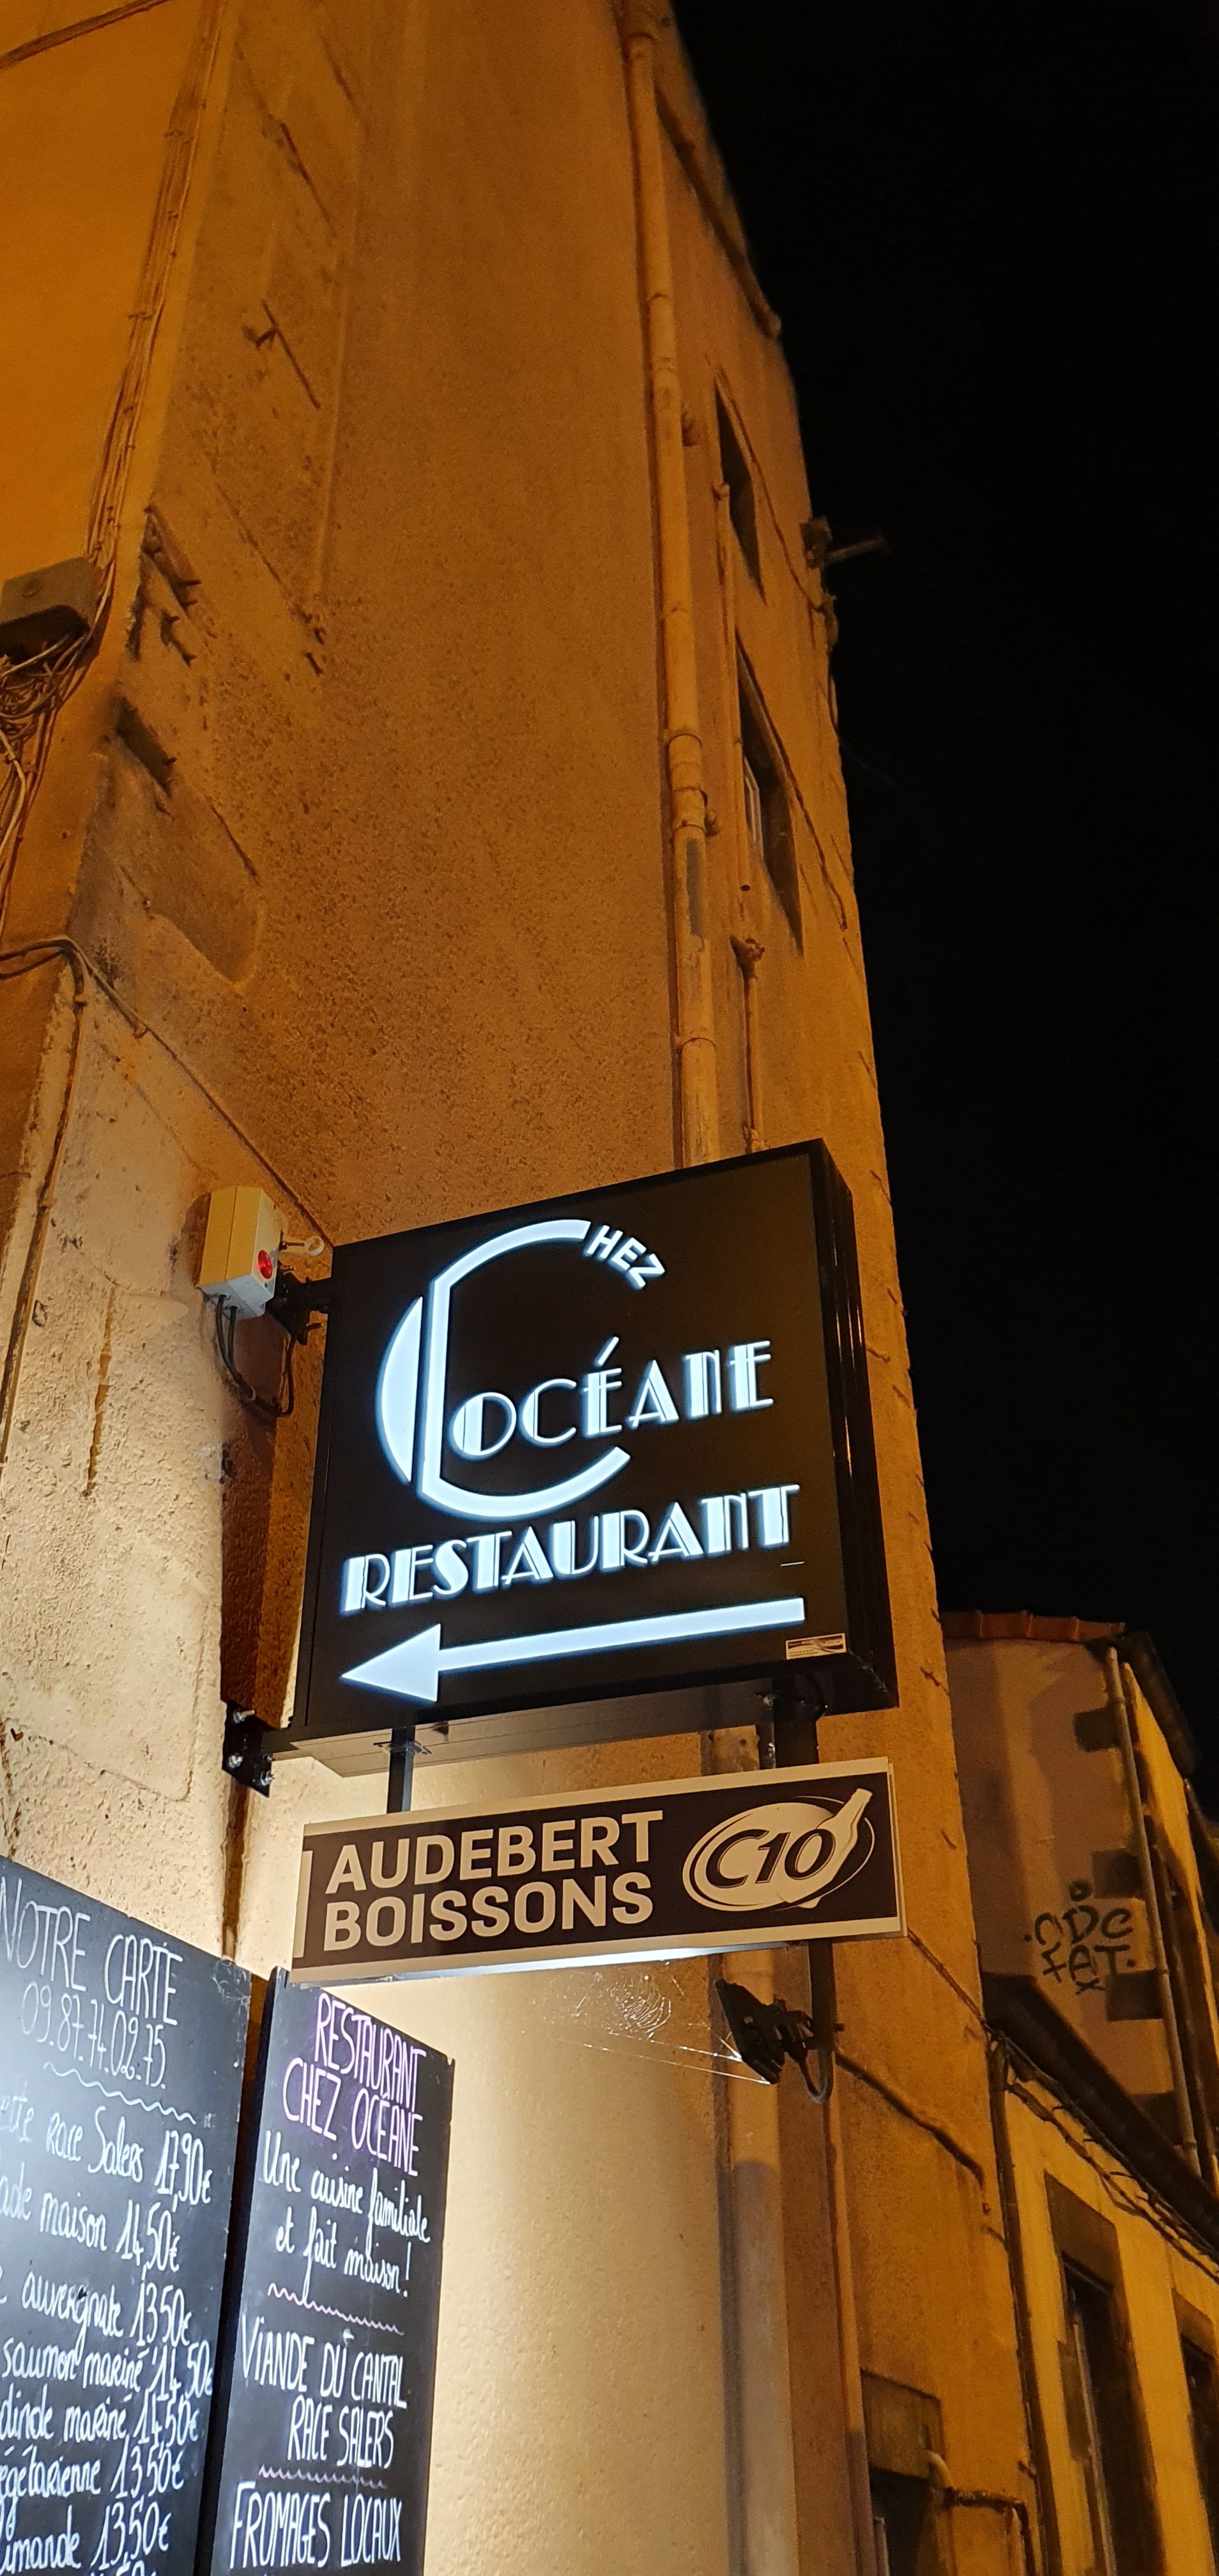 CHEZ
OCÉANE
RESTAURANT
AUDEBERT
BOISSONS
C10
NOTRE CARTE
09.87.74.02.75.
race Salers 17,90€
maison 14,50€
auvergnate 13,50€
saumon mariné 14,50€
dinde mariné 14,50€
végétarienne 13,50€
13,50€
RESTAURANT
CHEZ OCÉANE
Une cuisine familiale
et fait maison!
VIANDE DU CANTAL
RACE SALERS
FROMAGES LOCAUX
FAT.